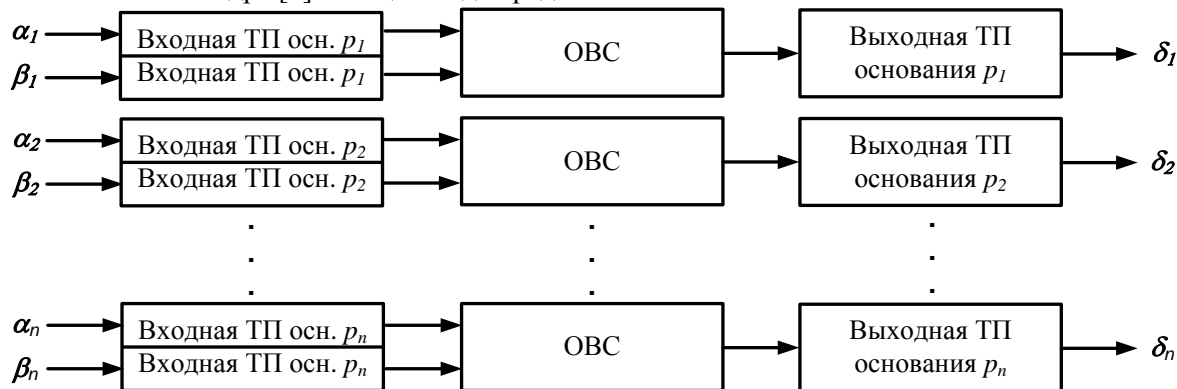 α1
Входная ТП осн. p1
β1
Входная ТП осн. p1
ОВС
Выходная ТП
основания p1
δ1
α2
Входная ТП осн. p2
β2
Входная ТП осн. p2
ОВС
Выходная ТП
основания p2
δ2
αn
Входная ТП осн. pn
βn
Входная ТП осн. pn
ОВС
Выходная ТП
основания pn
δn